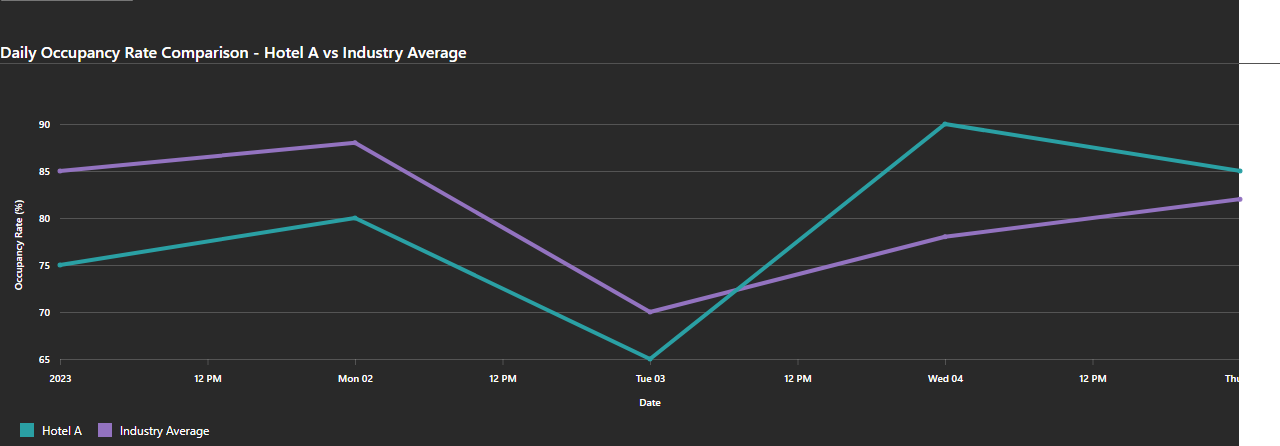 Daily Occupancy Rate Comparison - Hotel A vs Industry Average
90
85
80
75
70
65
Occupancy Rate (%)
2023 12 PM Mon 02 12 PM Tue 03 12 PM Wed 04 12 PM Thu
Date
Hotel A Industry Average